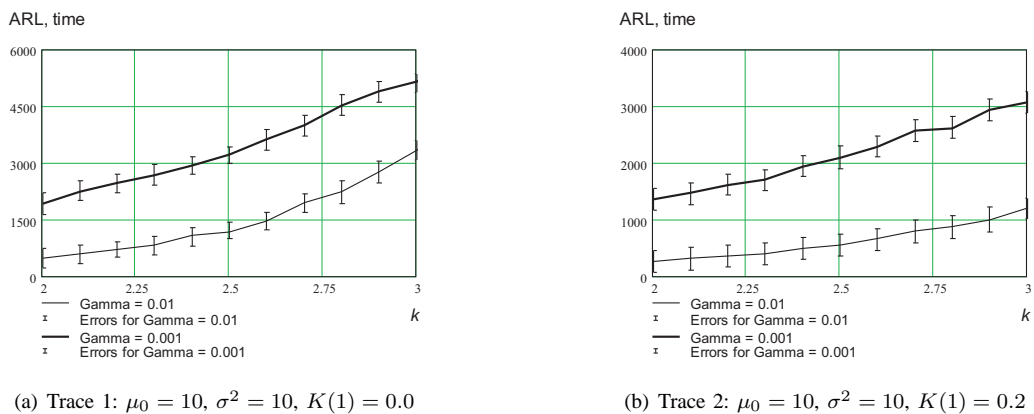 ARL, time
6000
4500
3000
1500
0
2
2.25
2.5
2.75
3
k
Gamma = 0.01
Errors for Gamma = 0.01
Gamma = 0.001
Errors for Gamma = 0.001
(a) Trace 1: μ₀ = 10, σ² = 10, K(1) = 0.0
ARL, time
4000
3000
2000
1000
0
2
2.25
2.5
2.75
3
k
Gamma = 0.01
Errors for Gamma = 0.01
Gamma = 0.001
Errors for Gamma = 0.001
(b) Trace 2: μ₀ = 10, σ² = 10, K(1) = 0.2